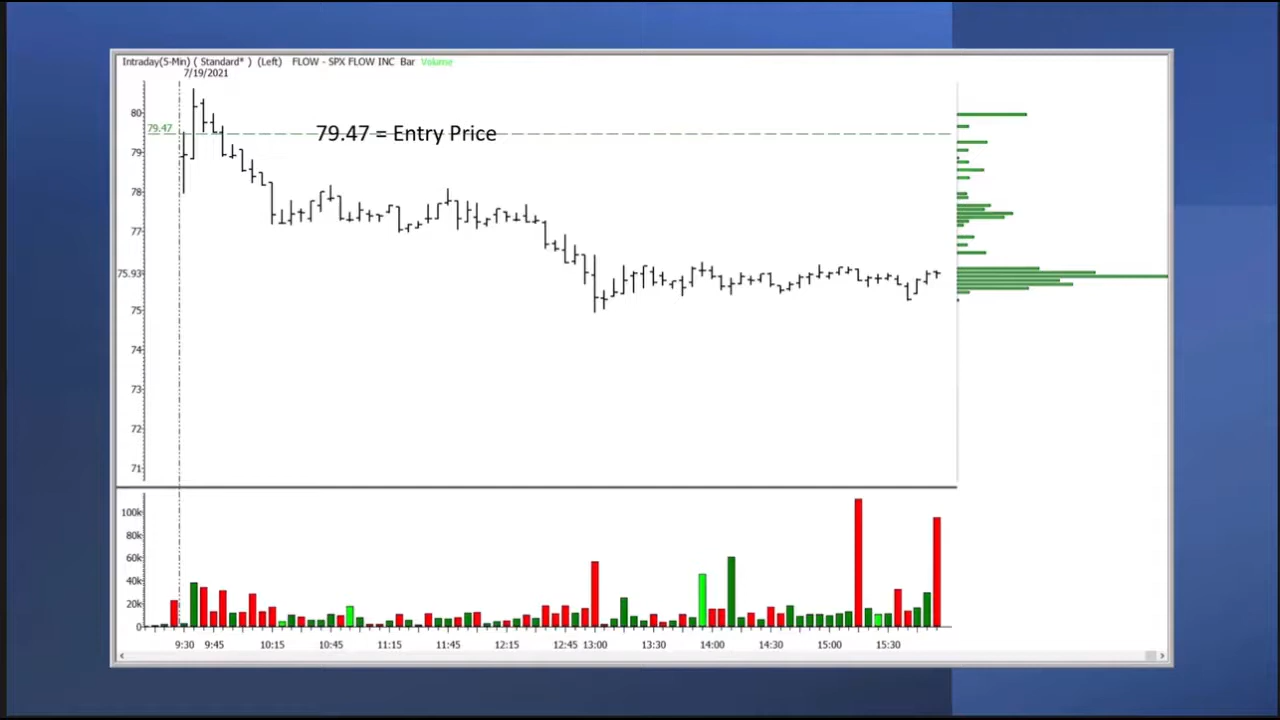 Intraday(5-Min) ( Standard* ) (Left) FLOW - SPX FLOW INC Bar Volume
7/19/2021
80
79.47
79.47 = Entry Price
79
78
77
75.93
75
74
73
72
71
100k
80k
60k
40k
20k
0
9:30 9:45 10:15 10:45 11:15 11:45 12:15 12:45 13:00 13:30 14:00 14:30 15:00 15:30